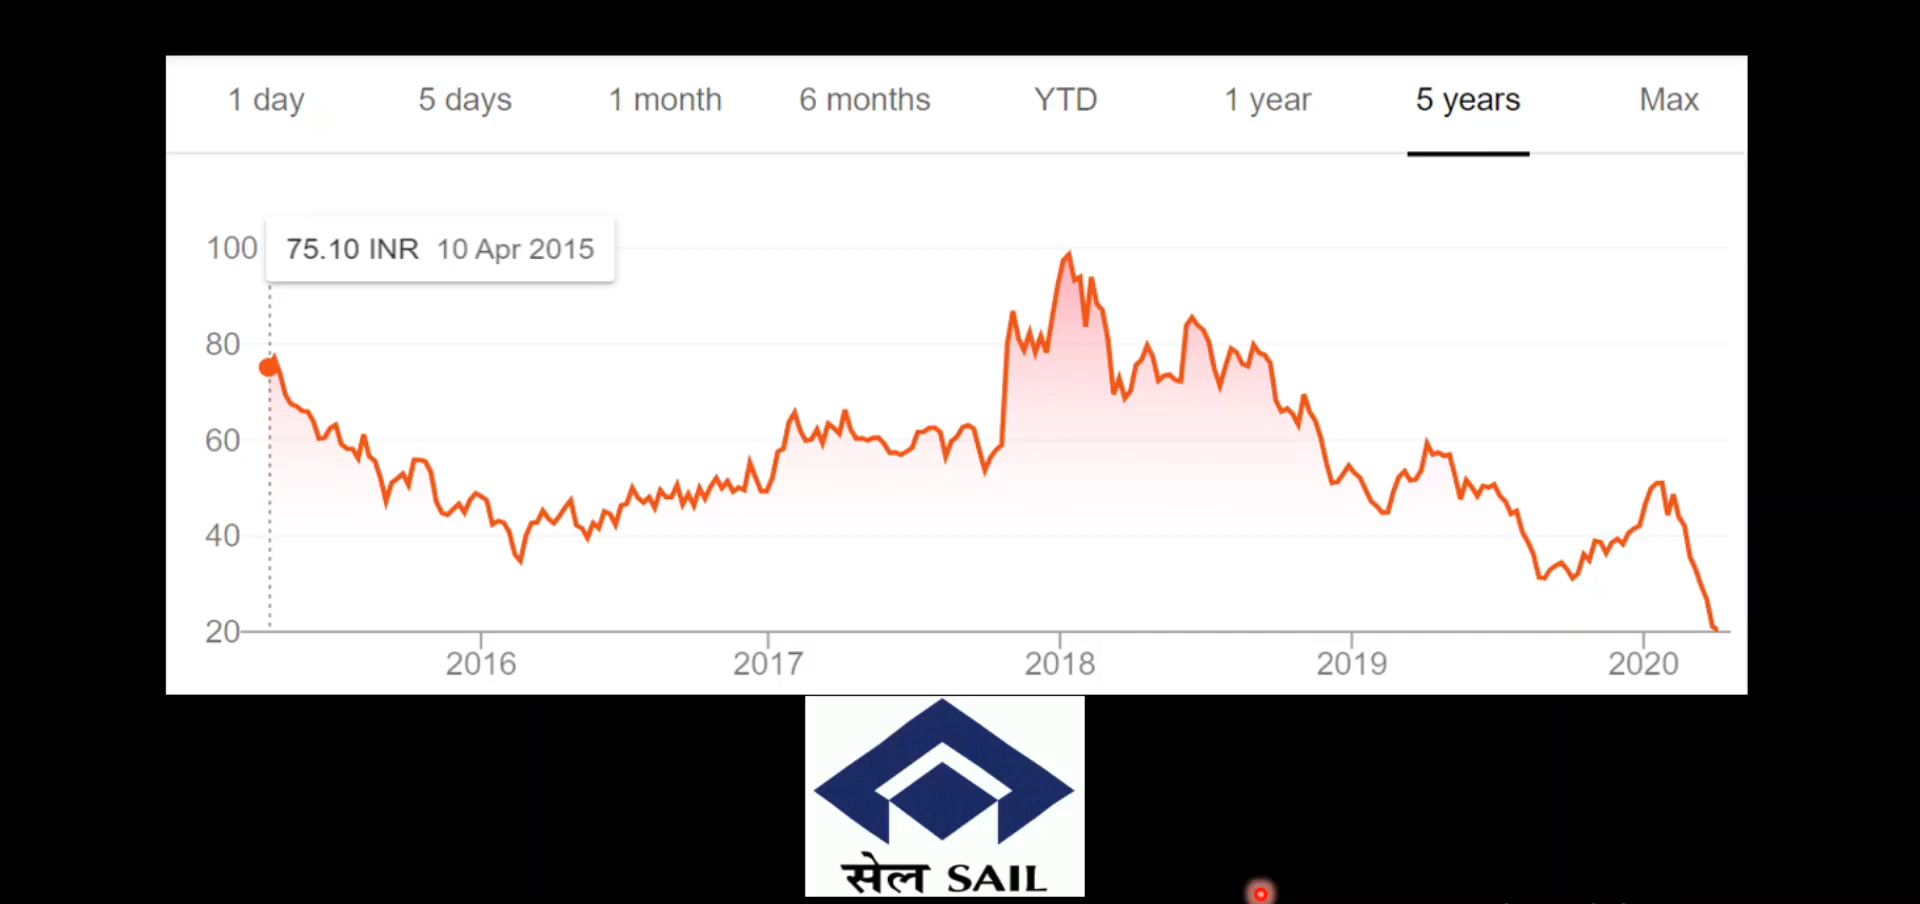 1 day 5 days 1 month 6 months YTD 1 year 5 years Max
100 75.10 INR 10 Apr 2015
80
60
40
20
2016 2017 2018 2019 2020
सेल SAIL